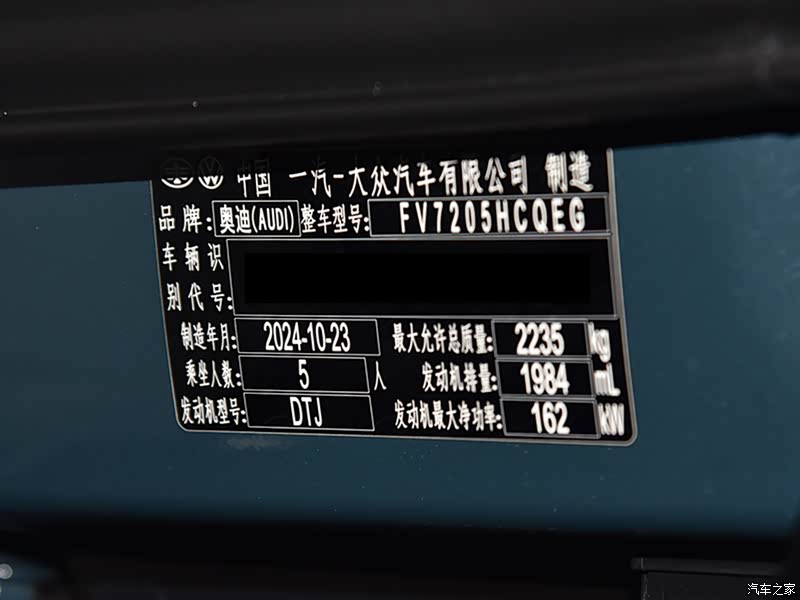 中国 一汽-大众汽车有限公司 制造
品牌: 奥迪(AUDI) 整车型号: FV7205HCQEG
车辆识
别代号:
制造年月: 2024-10-23 最大允许总质量: 2235 kg
乘坐人数: 5 人 发动机排量: 1984 mL
发动机型号: DTJ 发动机最大净功率: 162 kW
汽车之家